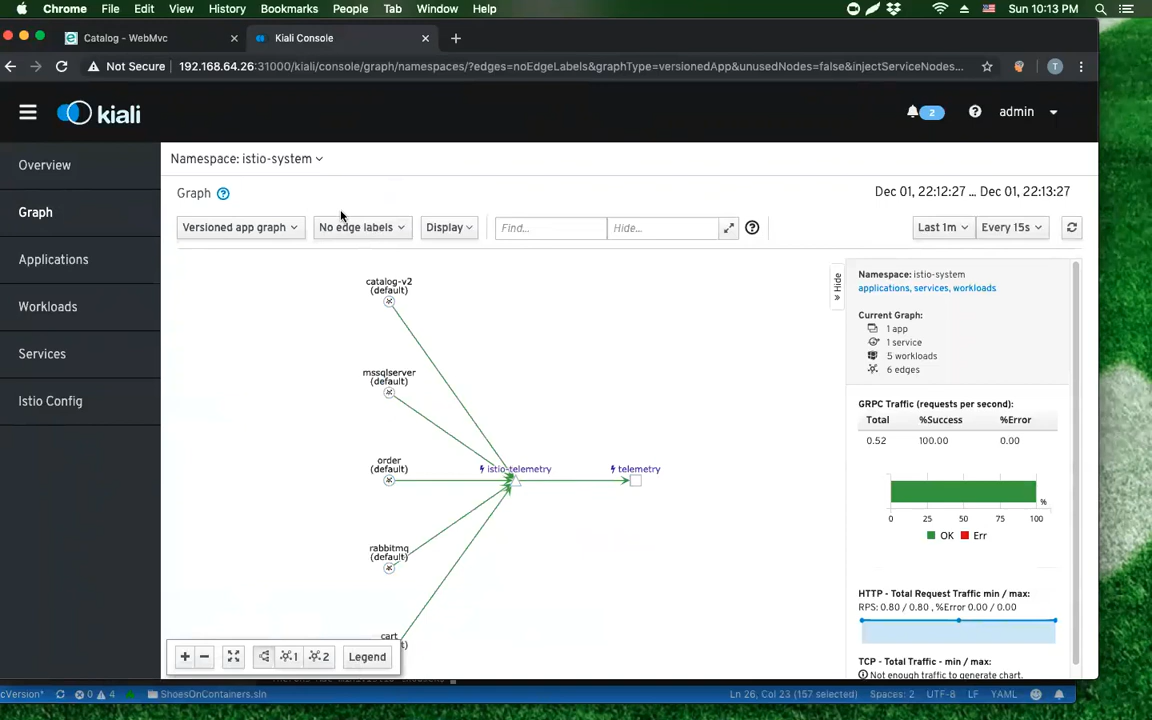 Chrome File Edit View History Bookmarks People Tab Window Help Sun 10:13 PM
Catalog - WebMvc
Kiali Console
Not Secure 192.168.64.26:31000/kiali/console/graph/namespaces/?edges=noEdgeLabels&graphType=versionedApp&unusedNodes=false&injectServiceNodes...
T
kiali
2
admin
Overview
Graph
Applications
Workloads
Services
Istio Config
Namespace: istio-system
Graph
Dec 01, 22:12:27 ... Dec 01, 22:13:27
Versioned app graph
No edge labels
Display
Find...
Hide...
Last 1m
Every 15s
catalog-v2
(default)
mssqlserver
(default)
order
(default)
istio-telemetry
telemetry
rabbitmq
(default)
cart
Legend
1
2
Hide
Namespace: istio-system
applications, services, workloads
Current Graph:
1 app
1 service
5 workloads
6 edges
GRPC Traffic (requests per second):
Total %Success %Error
0.52 100.00 0.00
%
0 25 50 75 100
OK Err
HTTP - Total Request Traffic min / max:
RPS: 0.80 / 0.80 , %Error 0.00 / 0.00
TCP - Total Traffic - min / max:
Not enough traffic to generate chart.
cVersion* 0 4 ShoesOnContainers.sln Ln 26, Col 23 (157 selected) Spaces: 2 UTF-8 LF YAML